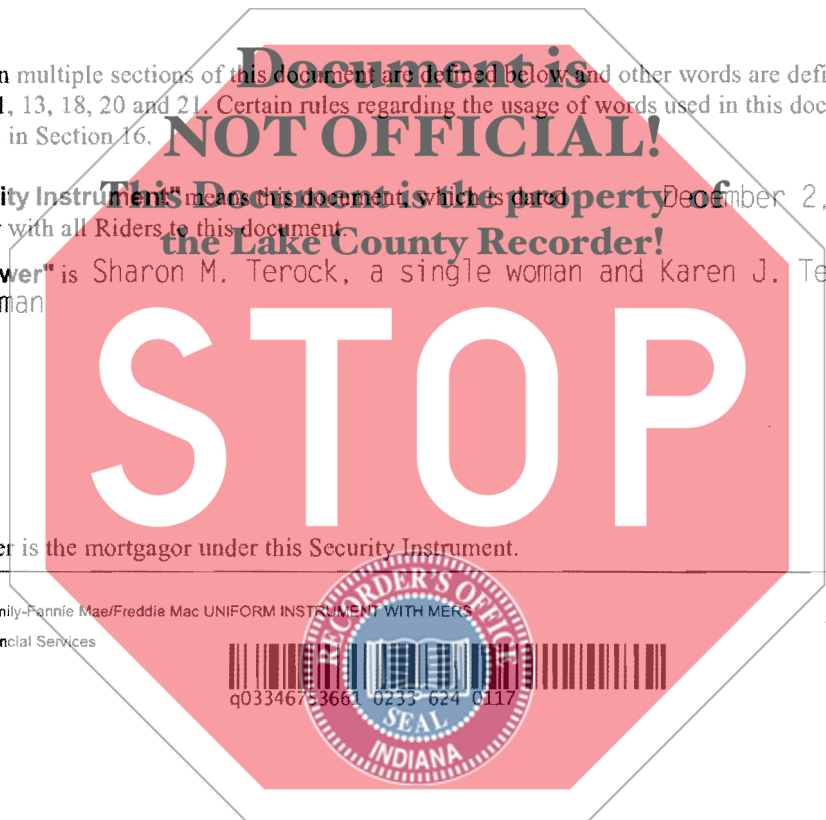 Document is
n multiple sections of this document are defined below and other words are defi
, 13, 18, 20 and 21. Certain rules regarding the usage of words used in this doc
NOT OFFICIAL!
in Section 16.
ity Instrument" means this document, which is dated December 2,
This Document is the property of
with all Riders to this document.
the Lake County Recorder!
wer" is Sharon M. Terock, a single woman and Karen J. Te
man
STOP
er is the mortgagor under this Security Instrument.
nily-Fannie Mae/Freddie Mac UNIFORM INSTRUMENT WITH MERS
ncial Services
RECORDER'S OFFICE
q03346753661 0233 624 0117
SEAL
INDIANA